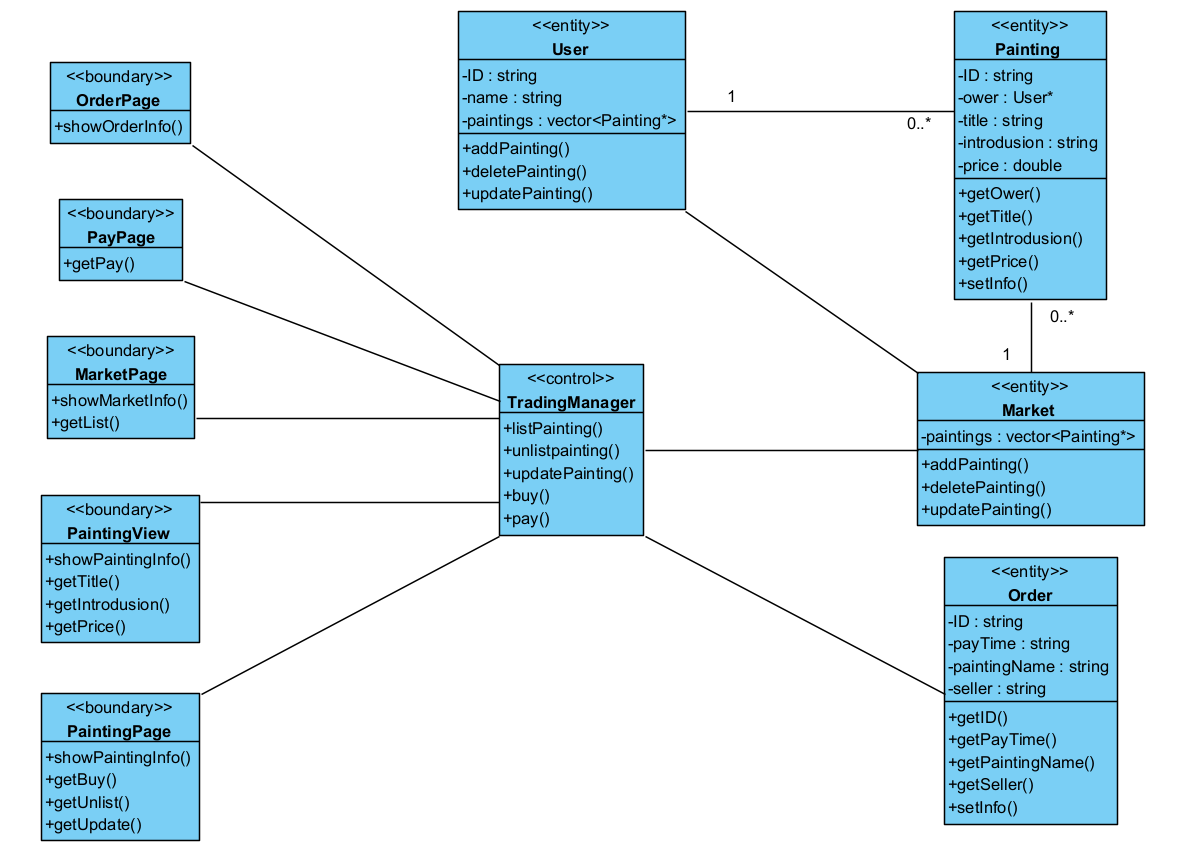 <<boundary>>
OrderPage
+showOrderInfo()
<<boundary>>
PayPage
+getPay()
<<boundary>>
MarketPage
+showMarketInfo()
+getList()
<<boundary>>
PaintingView
+showPaintingInfo()
+getTitle()
+getIntrodusion()
+getPrice()
<<boundary>>
PaintingPage
+showPaintingInfo()
+getBuy()
+getUnlist()
+getUpdate()
<<control>>
TradingManager
+listPainting()
+unlistpainting()
+updatePainting()
+buy()
+pay()
<<entity>>
User
-ID : string
-name : string
-paintings : vector<Painting*>
+addPainting()
+deletePainting()
+updatePainting()
1
0..*
<<entity>>
Painting
-ID : string
-ower : User*
-title : string
-introdusion : string
-price : double
+getOwer()
+getTitle()
+getIntrodusion()
+getPrice()
+setInfo()
0..*
1
<<entity>>
Market
-paintings : vector<Painting*>
+addPainting()
+deletePainting()
+updatePainting()
<<entity>>
Order
-ID : string
-payTime : string
-paintingName : string
-seller : string
+getID()
+getPayTime()
+getPaintingName()
+getSeller()
+setInfo()